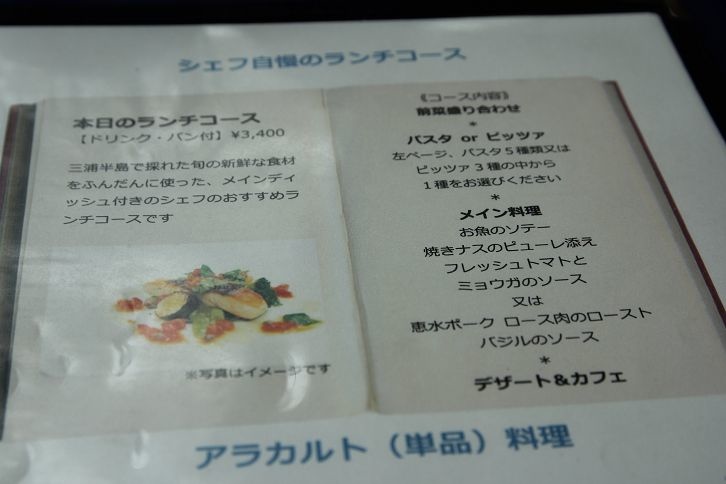 シェフ自慢のランチコース
本日のランチコース
【ドリンク・パン付】¥3,400
三浦半島で採れた旬の新鮮な食材
をふんだんに使った、メインディ
ッシュ付きのシェフのおすすめラ
ンチコースです
※写真はイメージです
《コース内容》
前菜盛り合わせ
*
パスタ or ピッツァ
左ページ、パスタ5種類又は
ピッツァ3種の中から
1種をお選びください
*
メイン料理
お魚のソテー
焼きナスのピューレ添え
フレッシュトマトと
ミョウガのソース
又は
恵水ポーク ロース肉のロースト
バジルのソース
*
デザート&カフェ
アラカルト（単品）料理